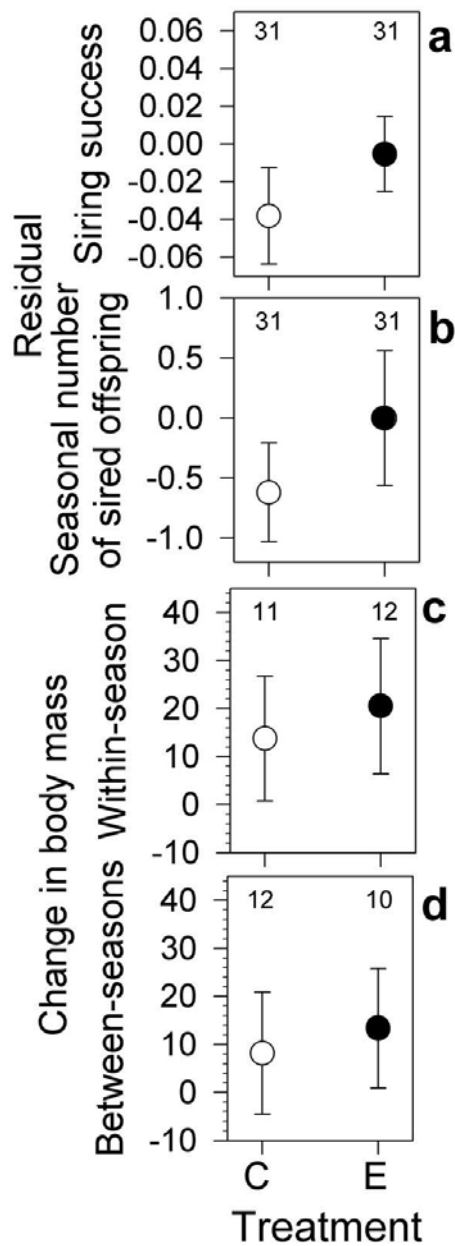 Residual
Siring success
0.06
0.04
0.02
0.00
-0.02
-0.04
-0.06
31
31
a
Seasonal number
of sired offspring
1.0
0.5
0.0
-0.5
-1.0
31
31
b
Change in body mass
Within-season
40
30
20
10
0
-10
11
12
c
Between-seasons
40
30
20
10
0
-10
12
10
d
C
E
Treatment